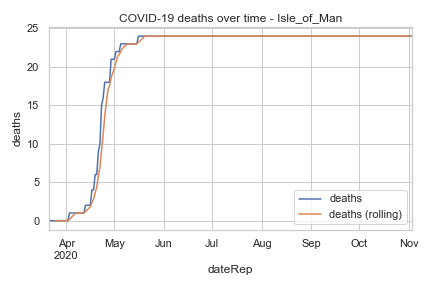 COVID-19 deaths over time - Isle_of_Man
deaths
25
20
15
10
5
0
deaths
deaths (rolling)
Apr May Jun Jul Aug Sep Oct Nov
2020
dateRep